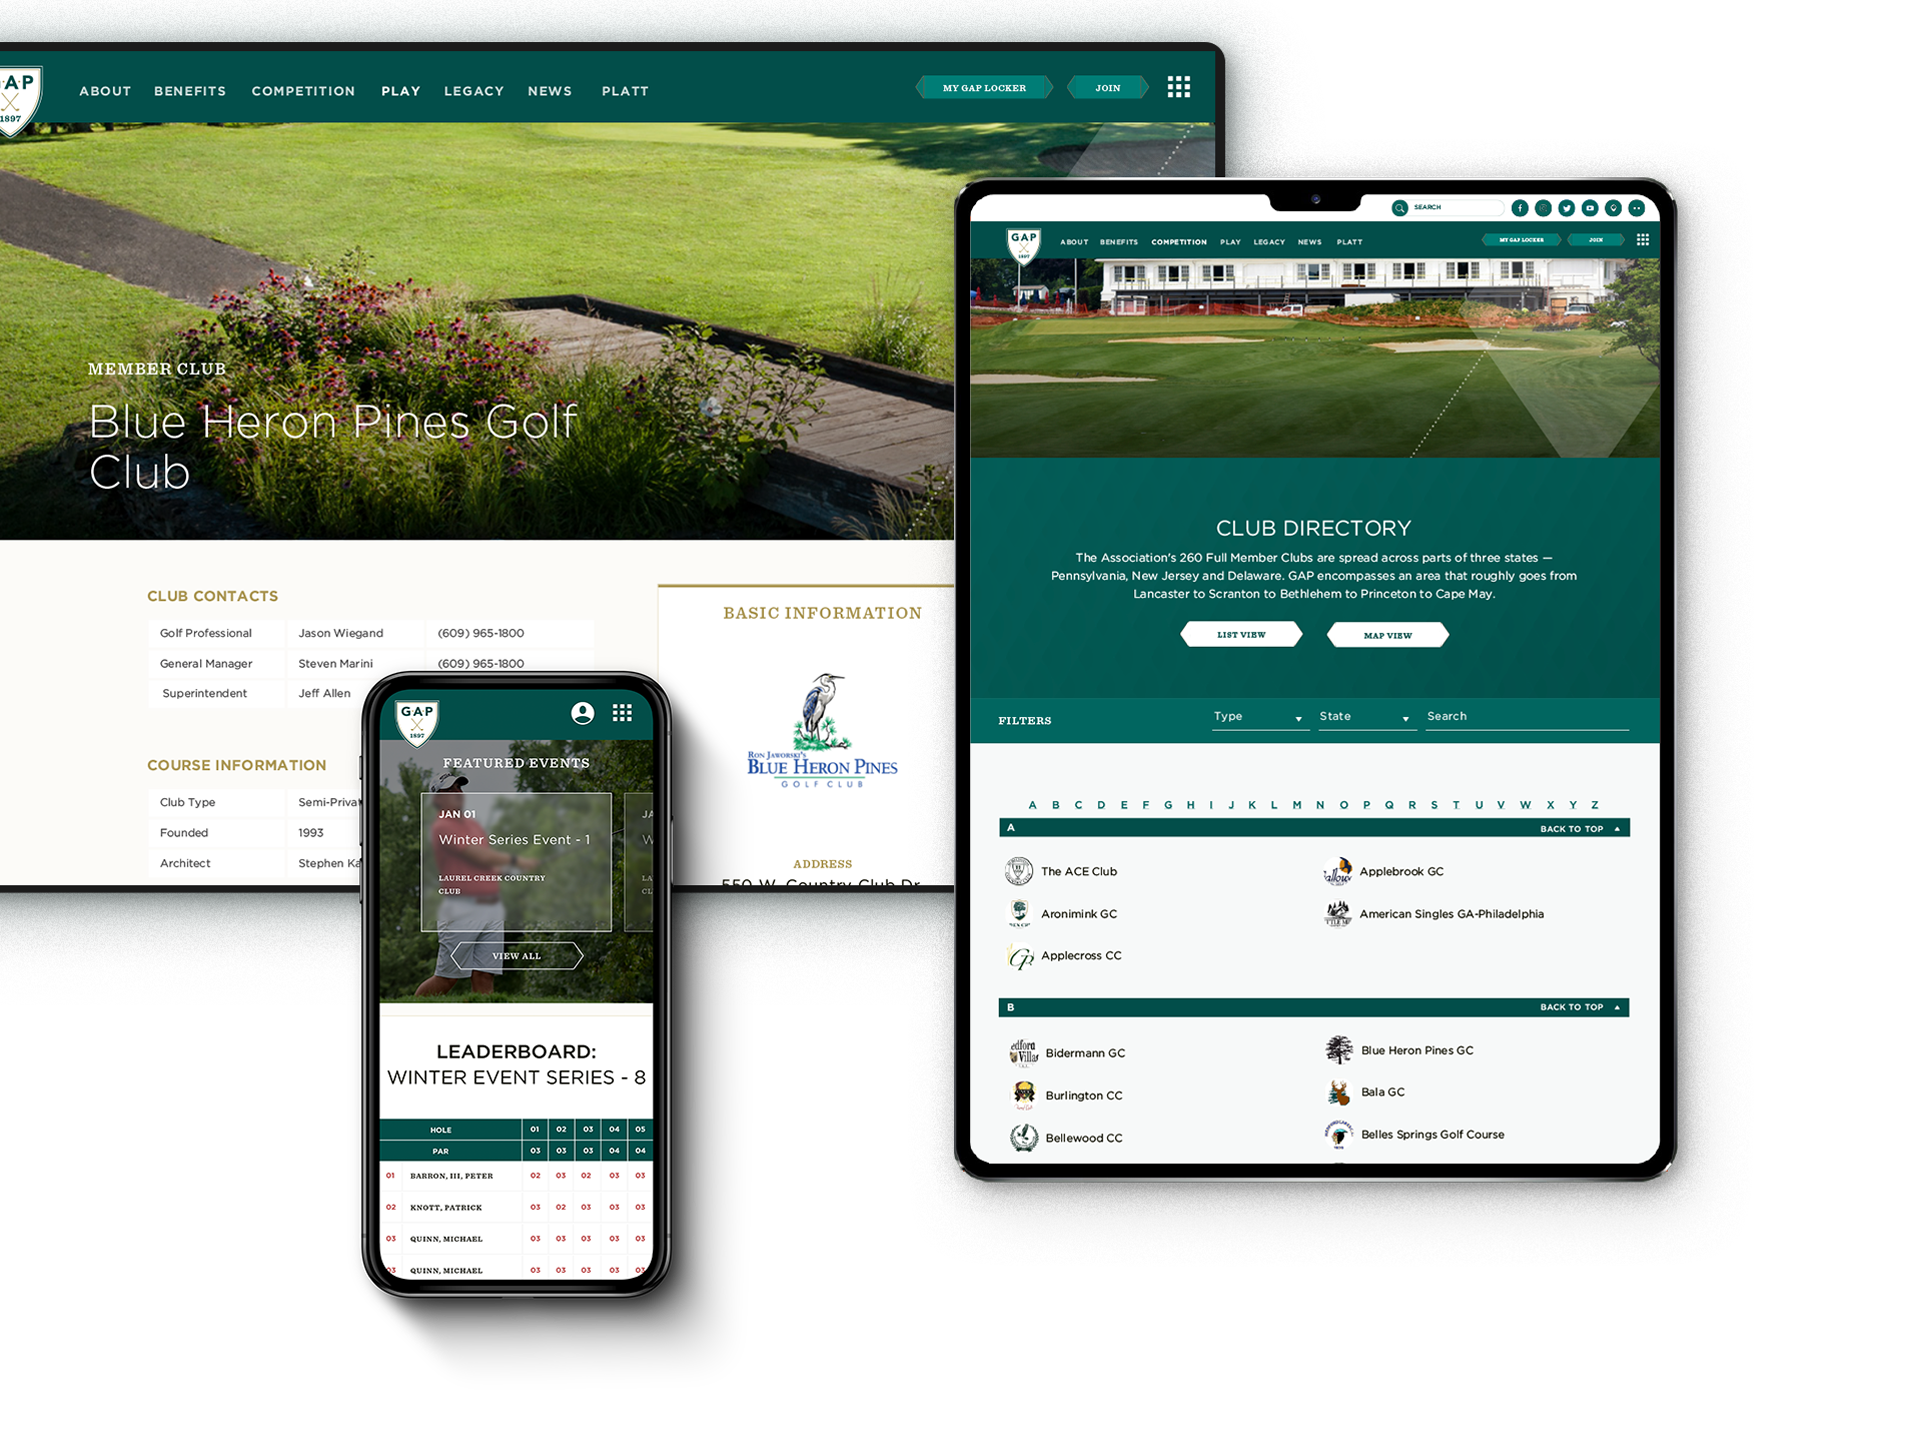 GAP
1897
ABOUT BENEFITS COMPETITION PLAY LEGACY NEWS PLATT
MY GAP LOCKER JOIN
MEMBER CLUB
Blue Heron Pines Golf
Club
CLUB CONTACTS
Golf Professional Jason Wiegand (609) 965-1800
General Manager Steven Marini (609) 965-1800
Superintendent Jeff Allen
COURSE INFORMATION
Club Type
Founded 1993
Architect Stephen
BASIC INFORMATION
RON JAWORSKI'S
BLUE HERON PINES
GOLF CLUB
ADDRESS
550 W. Country Club Dr
GAP
1897
FEATURED EVENTS
JAN 01
Winter Series Event - 1
LAUREL CREEK COUNTRY
CLUB
VIEW ALL
LEADERBOARD:
WINTER EVENT SERIES - 8
HOLE 01 02 03 04 05
PAR 03 03 03 04 04
01 BARRON, III, PETER 02 03 02 03 03
02 KNOTT, PATRICK 03 02 03 03 03
03 QUINN, MICHAEL 03 03 03 03 03
03 QUINN, MICHAEL 03 03 03 03 03
SEARCH
GAP
1897
ABOUT BENEFITS COMPETITION PLAY LEGACY NEWS PLATT
MY GAP LOCKER JOIN
CLUB DIRECTORY
The Association's 260 Full Member Clubs are spread across parts of three states —
Pennsylvania, New Jersey and Delaware. GAP encompasses an area that roughly goes from
Lancaster to Scranton to Bethlehem to Princeton to Cape May.
LIST VIEW MAP VIEW
FILTERS Type State Search
A B C D E F G H I J K L M N O P Q R S T U V W X Y Z
A BACK TO TOP
The ACE Club Applebrook GC
Aronimink GC American Singles GA-Philadelphia
Applecross CC
B BACK TO TOP
Bidermann GC Blue Heron Pines GC
Burlington CC Bala GC
Bellewood CC Belles Springs Golf Course